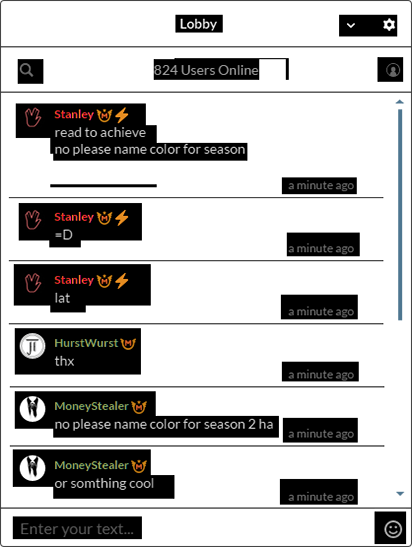 Lobby
824 Users Online
Stanley
read to achieve
no please name color for season
a minute ago
Stanley
=D
a minute ago
Stanley
lat
a minute ago
HurstWurst
thx
a minute ago
MoneyStealer
no please name color for season 2 ha
a minute ago
MoneyStealer
or somthing cool
a minute ago
Enter your text...